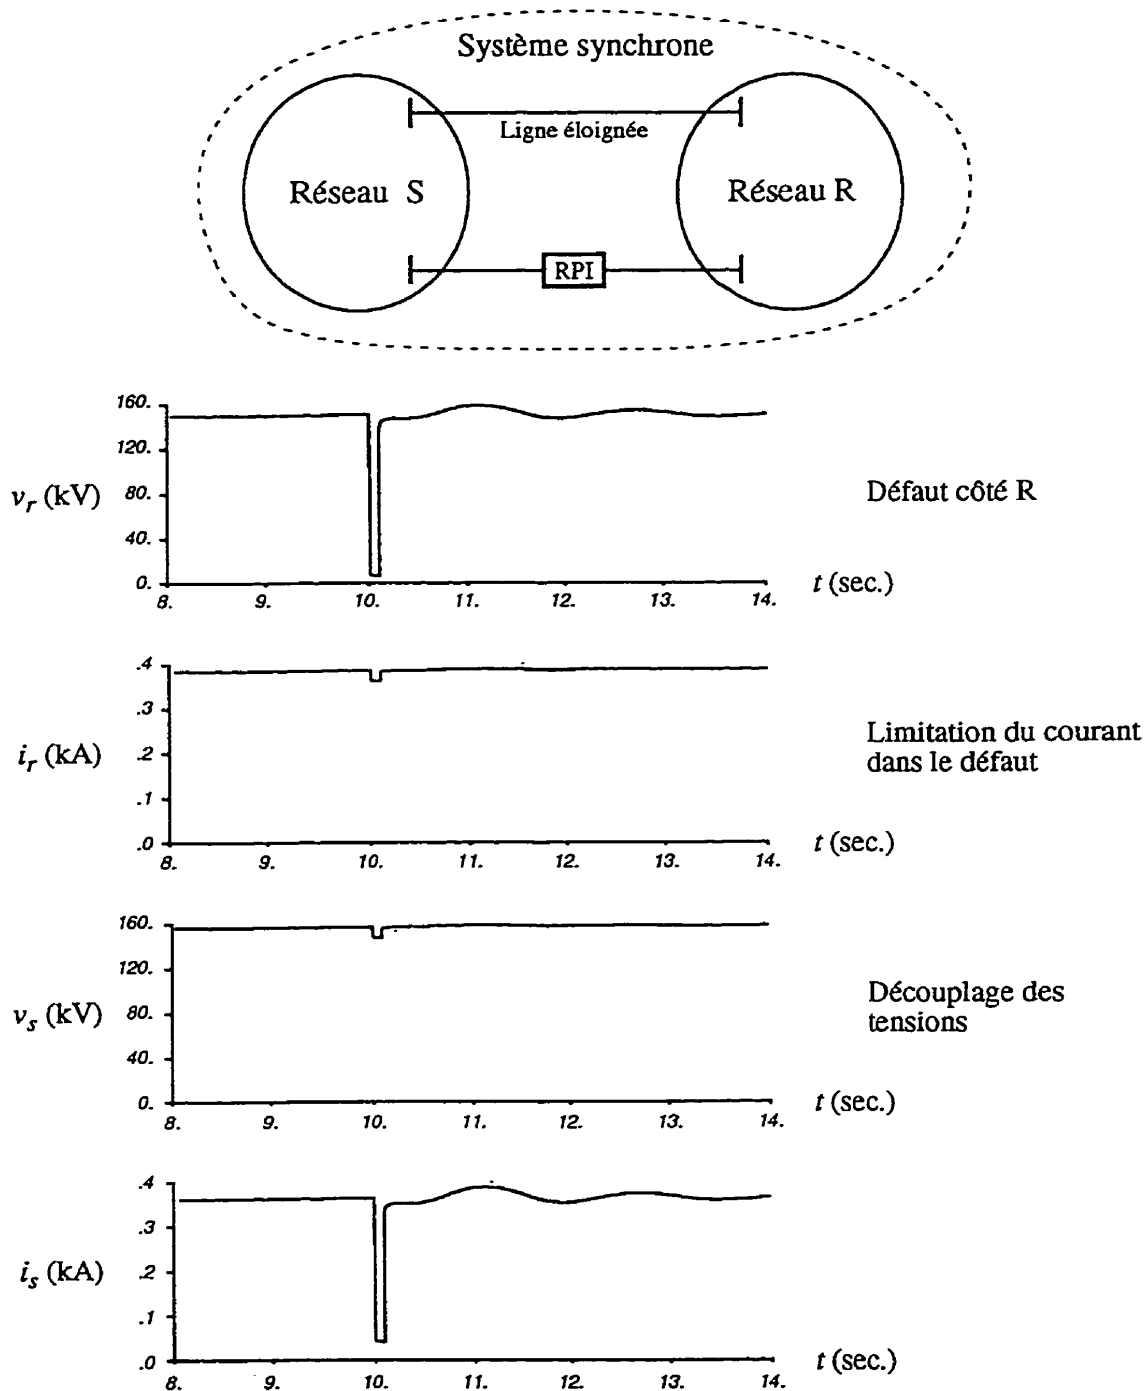 Système synchrone
Ligne éloignée
Réseau S
Réseau R
RPI
160.
120.
80.
40.
0.
v_r (kV)
8. 9. 10. 11. 12. 13. 14.
t (sec.)
Défaut côté R
.4
.3
.2
.1
.0
i_r (kA)
8. 9. 10. 11. 12. 13. 14.
t (sec.)
Limitation du courant
dans le défaut
160.
120.
80.
40.
0.
v_s (kV)
8. 9. 10. 11. 12. 13. 14.
t (sec.)
Découplage des
tensions
.4
.3
.2
.1
.0
i_s (kA)
8. 9. 10. 11. 12. 13. 14.
t (sec.)